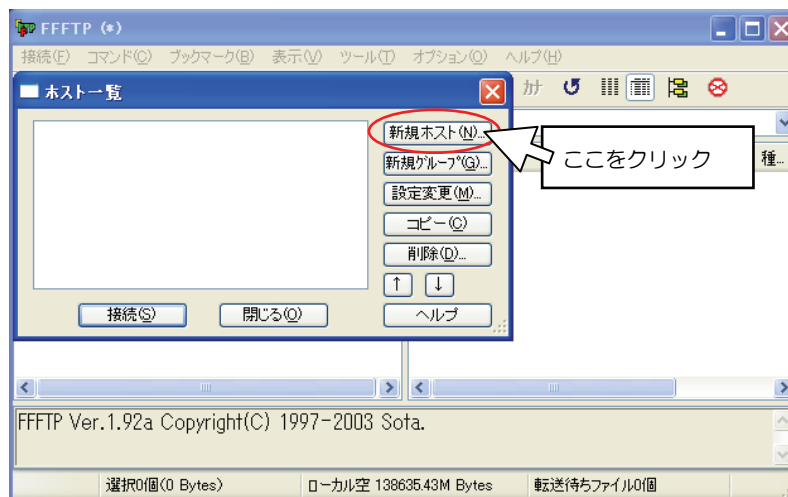 FFFTP (*)
接続(F) コマンド(C) ブックマーク(B) 表示(V) ツール(T) オプション(O) ヘルプ(H)
ホスト一覧
カナ
新規ホスト(N)...
新規グループ(G)...
設定変更(M)...
コピー(C)
削除(D)...
↑ ↓
接続(S) 閉じる(O) ヘルプ
ここをクリック
種...
FFFTP Ver.1.92a Copyright(C) 1997-2003 Sota.
選択0個(0 Bytes) ローカル空 138635.43M Bytes 転送待ちファイル0個